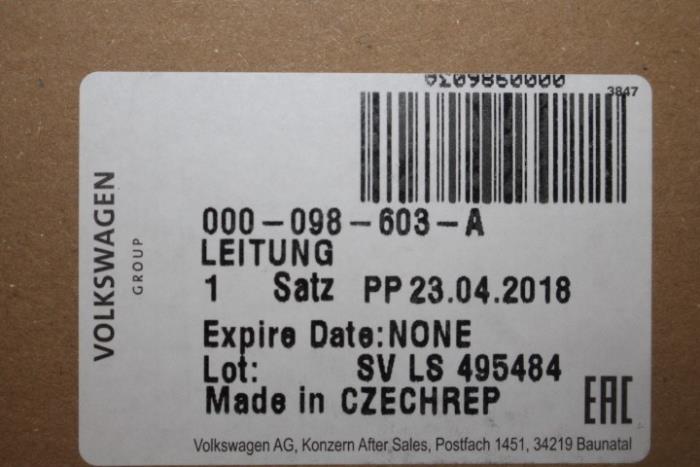 3847
000-098-603-A
LEITUNG
1 Satz PP 23.04.2018
Expire Date:NONE
Lot: SV LS 495484
Made in CZECHREP
EAC
Volkswagen AG, Konzern After Sales, Postfach 1451, 34219 Baunatal
VOLKSWAGEN
GROUP